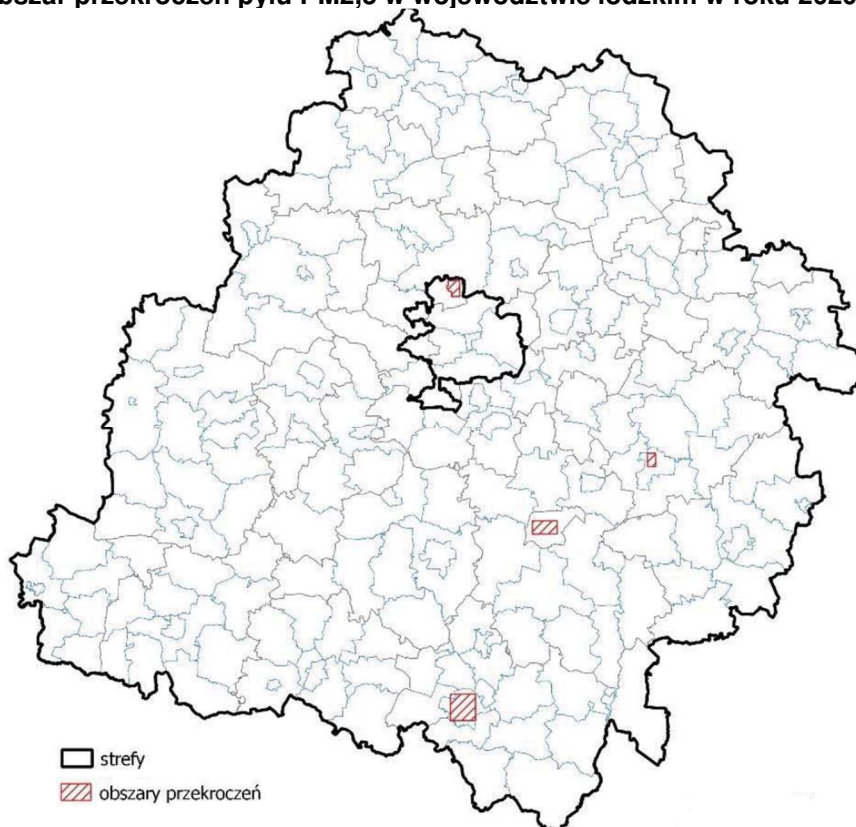 przekroczeń pyłu PM2,5 w województwie łódzkim w roku
strefy
obszary przekroczeń